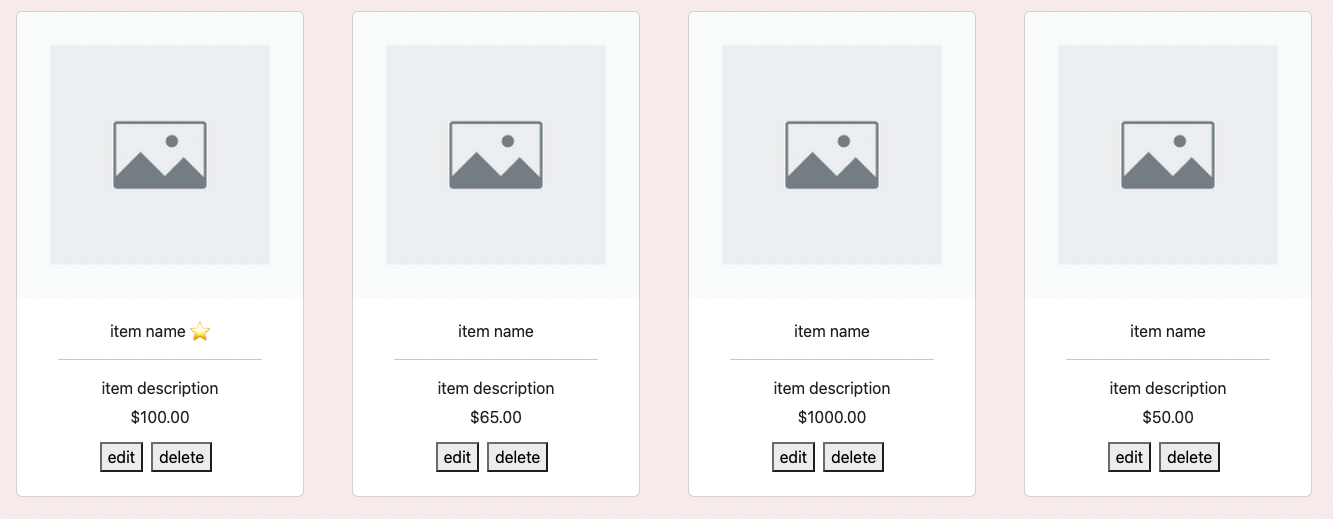 item name ⭐
item description
$100.00
edit delete
item name
item description
$65.00
edit delete
item name
item description
$1000.00
edit delete
item name
item description
$50.00
edit delete